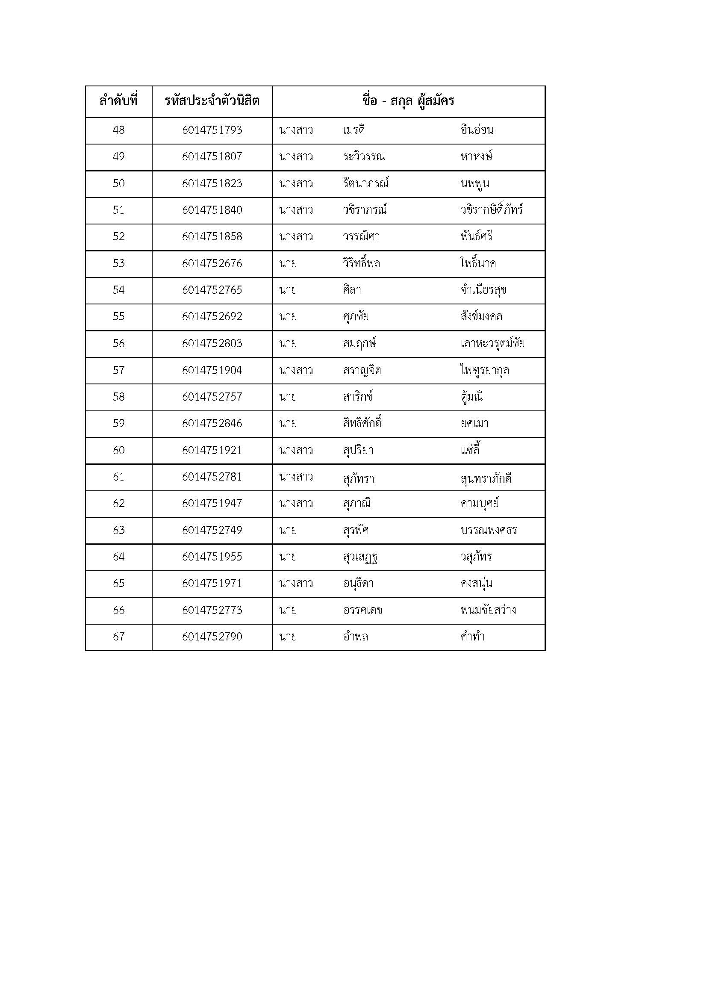 ลำดับที่ รหัสประจำตัวนิสิต ชื่อ - สกุล ผู้สมัคร
48 6014751793 นางสาว เมรดี อินอ่อน
49 6014751807 นางสาว ระวิวรรณ หาหงษ์
50 6014751823 นางสาว รัตนาภรณ์ นพพูน
51 6014751840 นางสาว วชิราภรณ์ วชิรากษิดิ์ภัทร์
52 6014751858 นางสาว วรรณิศา พันธ์ศรี
53 6014752676 นาย วิริทธิ์พล โพธิ์นาค
54 6014752765 นาย ศิลา จำเนียรสุข
55 6014752692 นาย ศุภชัย สังข์มงคล
56 6014752803 นาย สมฤกษ์ เลาหะวรุตม์ชัย
57 6014751904 นางสาว สราญจิต ไพฑูรยากุล
58 6014752757 นาย สาริกข์ ตู้มณี
59 6014752846 นาย สิทธิศักดิ์ ยศเมา
60 6014751921 นางสาว สุปรียา แซ่ลี้
61 6014752781 นางสาว สุภัทรา สุนทราภักดี
62 6014751947 นางสาว สุภาณี คามบุศย์
63 6014752749 นาย สุรพัศ บรรณพงศธร
64 6014751955 นาย สุวเสฏฐ วสุภัทร
65 6014751971 นางสาว อนุธิดา คงสนุ่น
66 6014752773 นาย อรรคเดช พนมชัยสว่าง
67 6014752790 นาย อำพล คำทำ